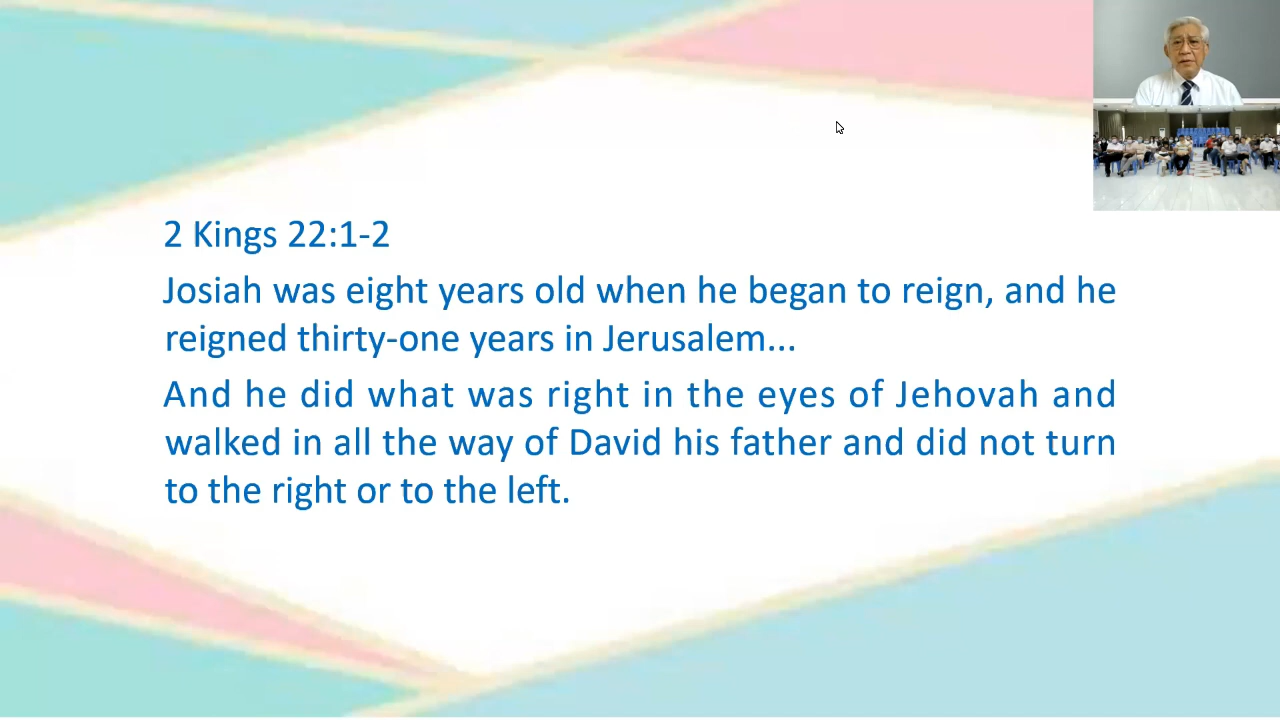 2 Kings 22:1-2
Josiah was eight years old when he began to reign, and he
reigned thirty-one years in Jerusalem...
And he did what was right in the eyes of Jehovah and
walked in all the way of David his father and did not turn
to the right or to the left.